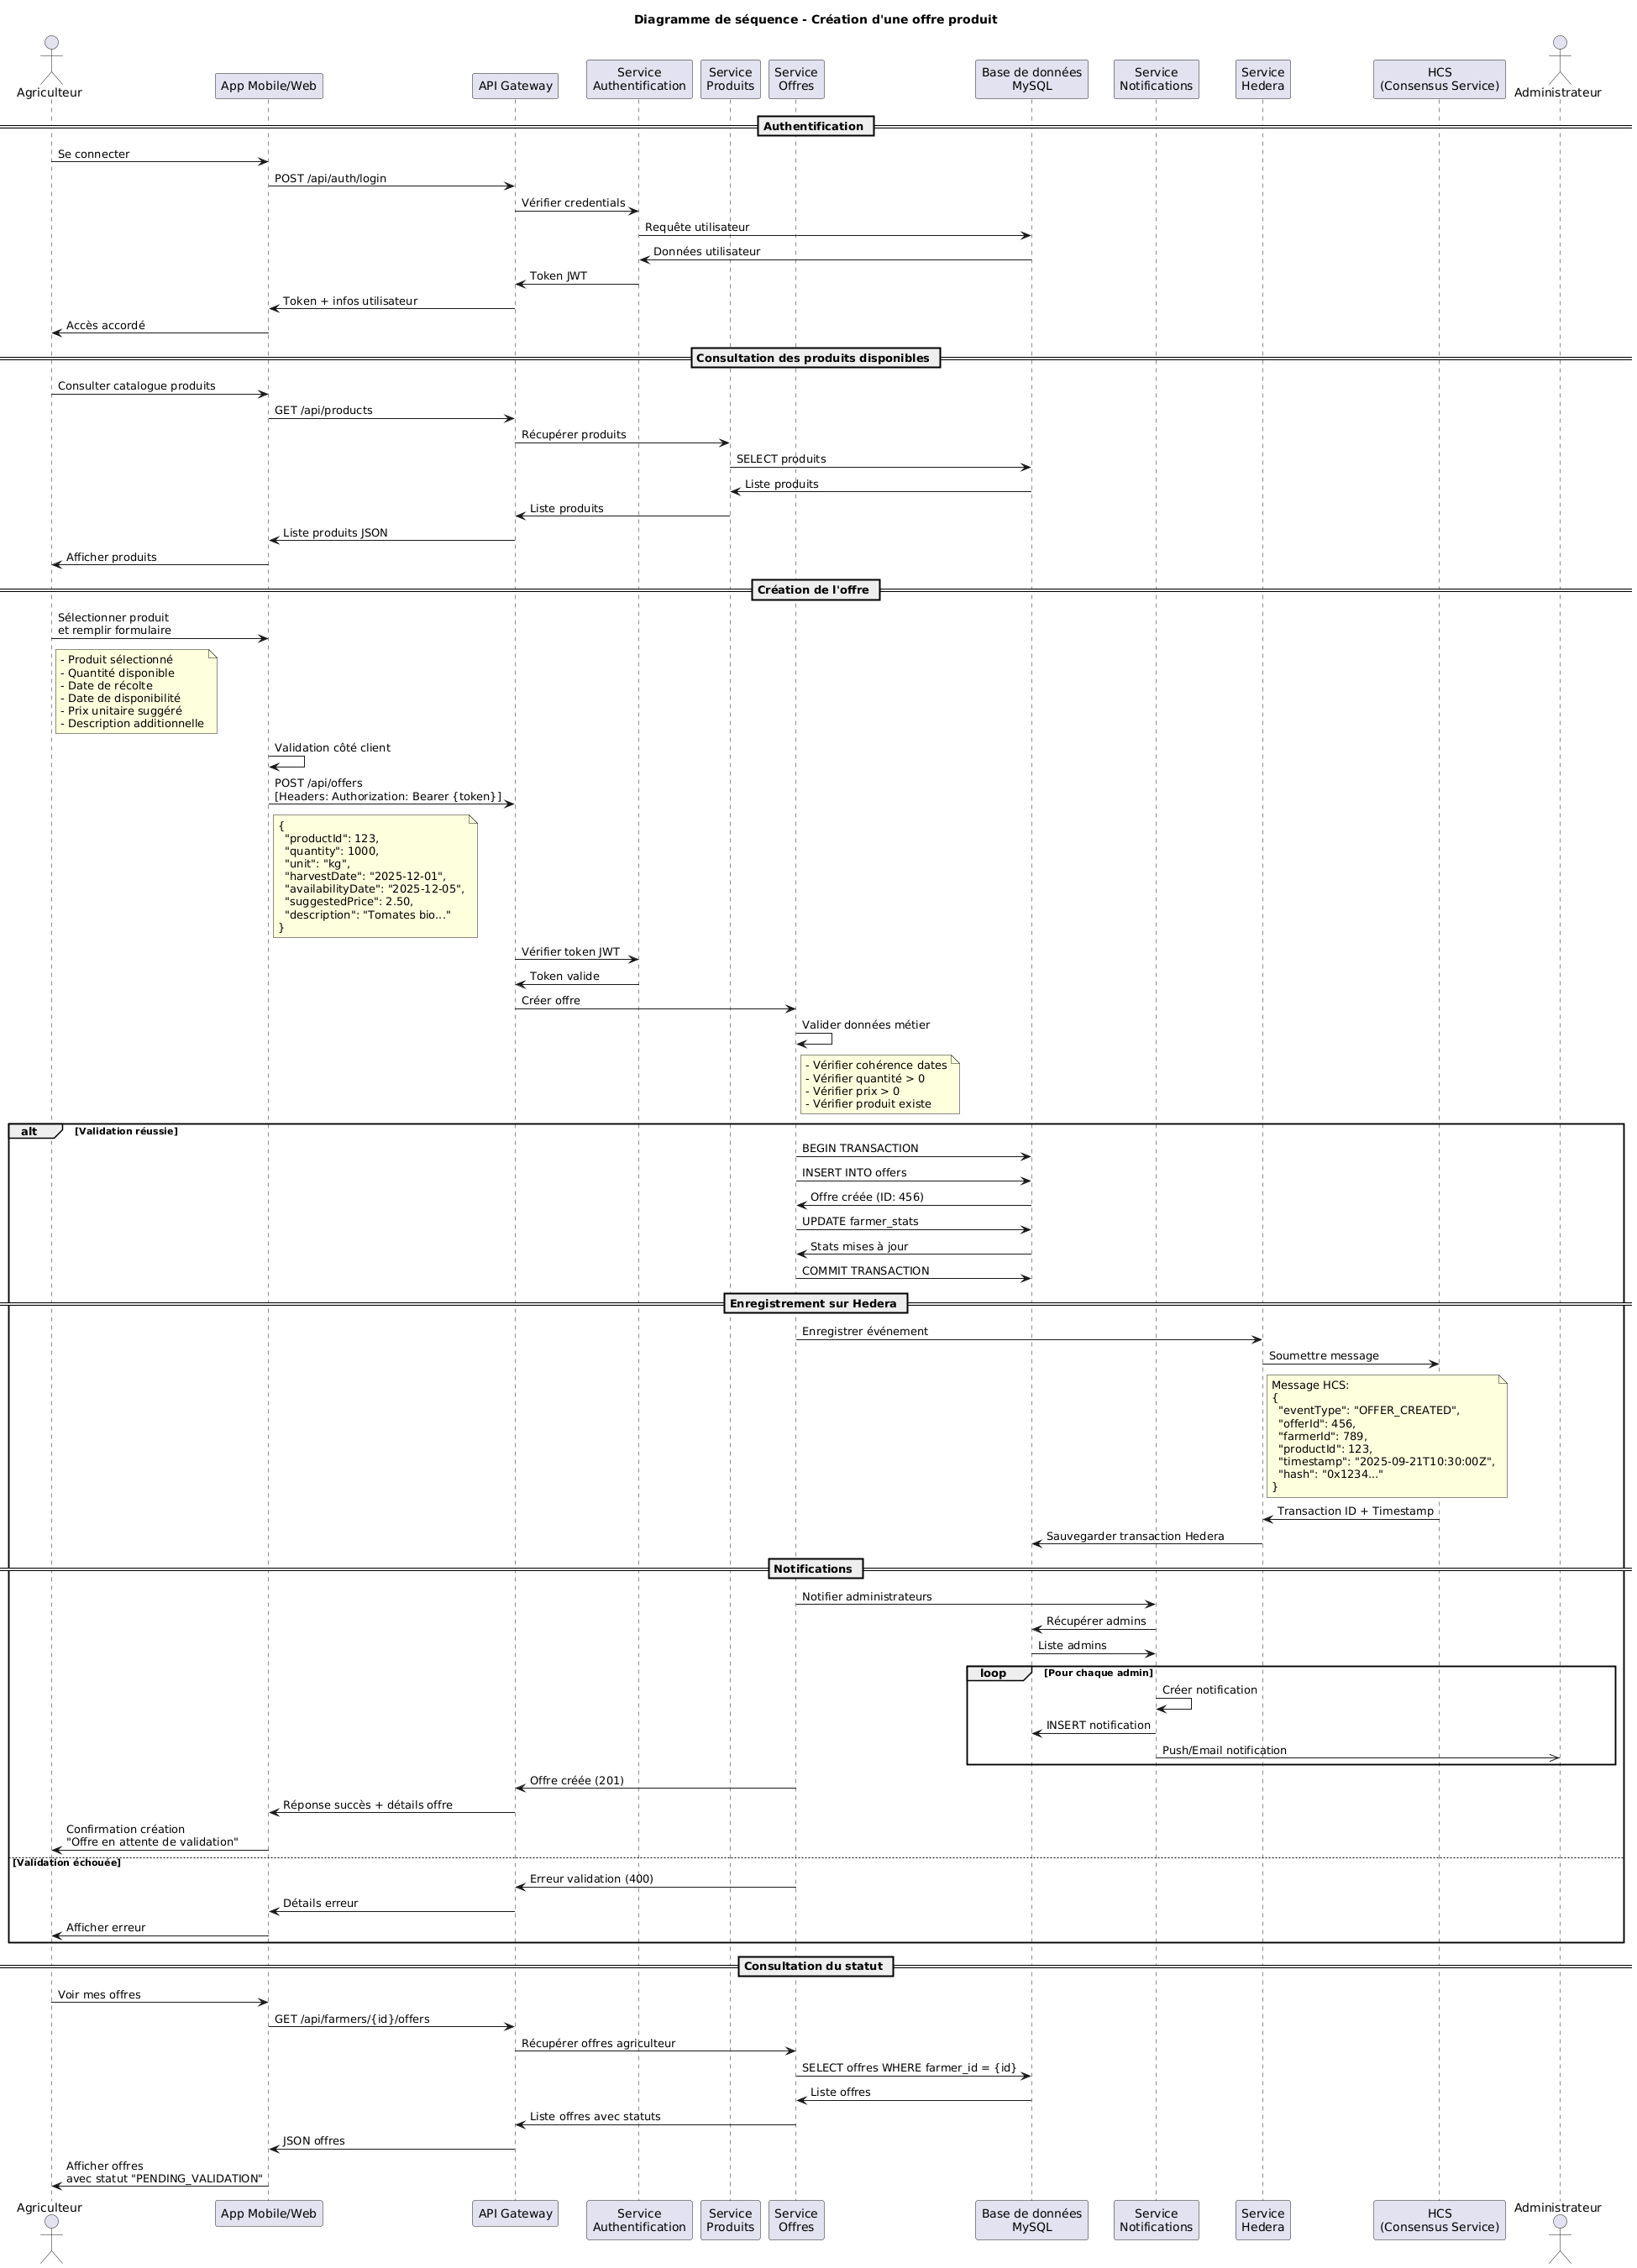 Diagramme de séquence - Création d'une offre produit
Agriculteur
App Mobile/Web
API Gateway
Service
Authentification
Service
Produits
Service
Offres
Base de données
MySQL
Service
Notifications
Service
Hedera
HCS
(Consensus Service)
Administrateur
Authentification
Se connecter
POST /api/auth/login
Vérifier credentials
Requête utilisateur
Données utilisateur
Token JWT
Token + infos utilisateur
Accès accordé
Consultation des produits disponibles
Consulter catalogue produits
GET /api/products
Récupérer produits
SELECT produits
Liste produits
Liste produits
Liste produits JSON
Afficher produits
Création de l'offre
Sélectionner produit
et remplir formulaire
- Produit sélectionné
- Quantité disponible
- Date de récolte
- Date de disponibilité
- Prix unitaire suggéré
- Description additionnelle
Validation côté client
POST /api/offers
[Headers: Authorization: Bearer {token}]
{
"productId": 123,
"quantity": 1000,
"unit": "kg",
"harvestDate": "2025-12-01",
"availabilityDate": "2025-12-05",
"suggestedPrice": 2.50,
"description": "Tomates bio..."
}
Vérifier token JWT
Token valide
Créer offre
Valider données métier
- Vérifier cohérence dates
- Vérifier quantité > 0
- Vérifier prix > 0
- Vérifier produit existe
alt [Validation réussie]
BEGIN TRANSACTION
INSERT INTO offers
Offre créée (ID: 456)
UPDATE farmer_stats
Stats mises à jour
COMMIT TRANSACTION
Enregistrement sur Hedera
Enregistrer événement
Soumettre message
Message HCS:
{
"eventType": "OFFER_CREATED",
"offerId": 456,
"farmerId": 789,
"productId": 123,
"timestamp": "2025-09-21T10:30:00Z",
"hash": "0x1234..."
}
Transaction ID + Timestamp
Sauvegarder transaction Hedera
Notifications
Notifier administrateurs
Récupérer admins
Liste admins
loop [Pour chaque admin]
Créer notification
INSERT notification
Push/Email notification
Offre créée (201)
Réponse succès + détails offre
Confirmation création
"Offre en attente de validation"
[Validation échouée]
Erreur validation (400)
Détails erreur
Afficher erreur
Consultation du statut
Voir mes offres
GET /api/farmers/{id}/offers
Récupérer offres agriculteur
SELECT offres WHERE farmer_id = {id}
Liste offres
Liste offres avec statuts
JSON offres
Afficher offres
avec statut "PENDING_VALIDATION"
Agriculteur
App Mobile/Web
API Gateway
Service
Authentification
Service
Produits
Service
Offres
Base de données
MySQL
Service
Notifications
Service
Hedera
HCS
(Consensus Service)
Administrateur